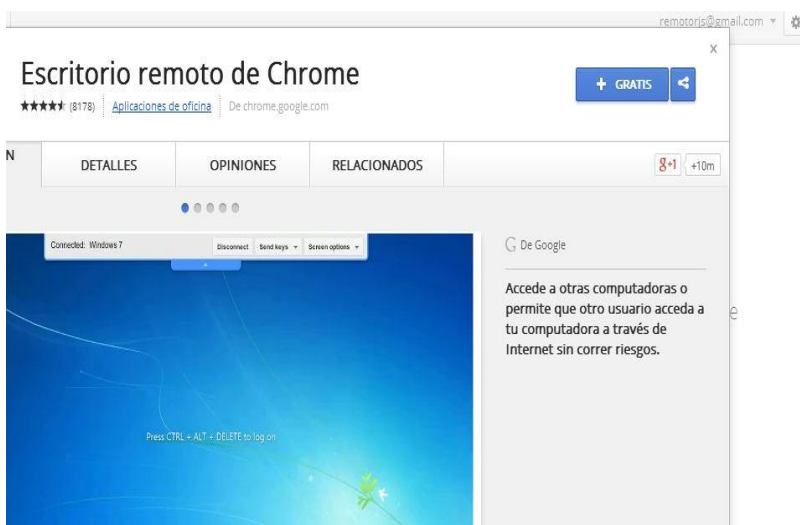 remotorjs@gmail.com
x
Escritorio remoto de Chrome
+ GRATIS
(8178) Aplicaciones de oficina De chrome.google.com
N
DETALLES
OPINIONES
RELACIONADOS
g+1
+10m
Connected: Windows 7
Disconnect
Send keys
Screen options
G De Google
Accede a otras computadoras o
permite que otro usuario acceda a
tu computadora a través de
Internet sin correr riesgos.
e
Press CTRL + ALT + DELETE to log on